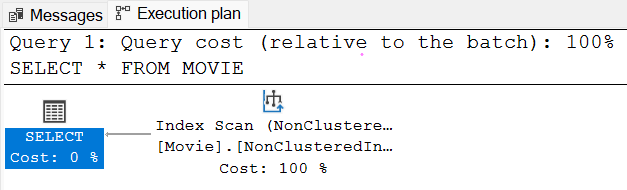 Messages Execution plan
Query 1: Query cost (relative to the batch): 100%
SELECT * FROM MOVIE
SELECT
Cost: 0 %
Index Scan (NonClustere…
[Movie].[NonClusteredIn…
Cost: 100 %